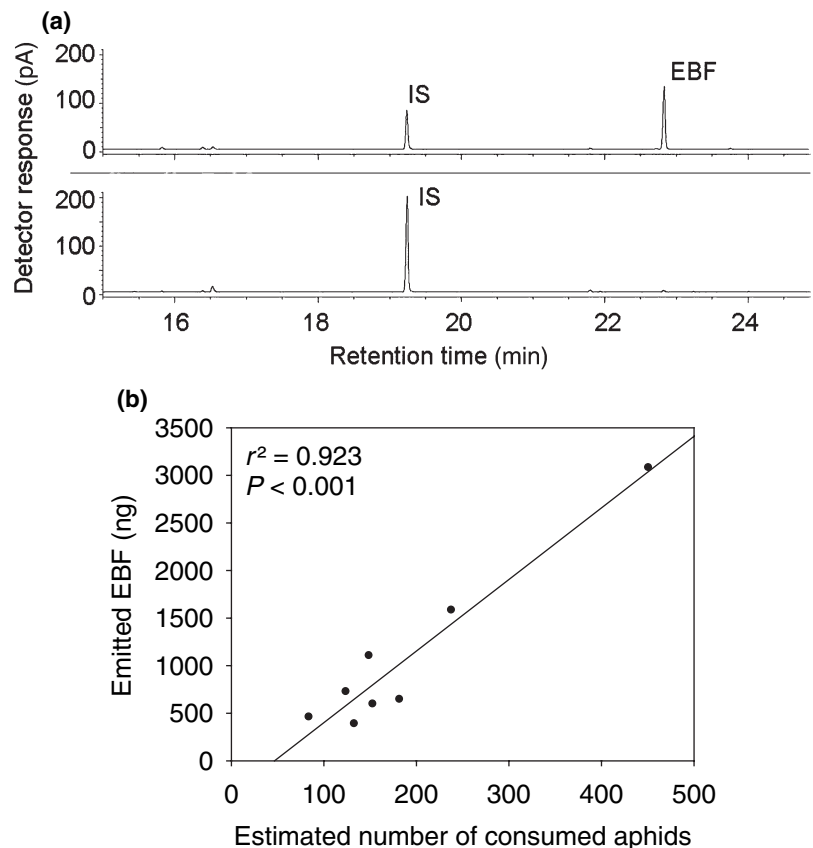 (a)
200
100
0
IS
EBF
200
100
0
IS
Detector response (pA)
16 18 20 22 24
Retention time (min)
(b)
3500
3000
2500
2000
1500
1000
500
0
r² = 0.923
P < 0.001
Emitted EBF (ng)
0 100 200 300 400 500
Estimated number of consumed aphids